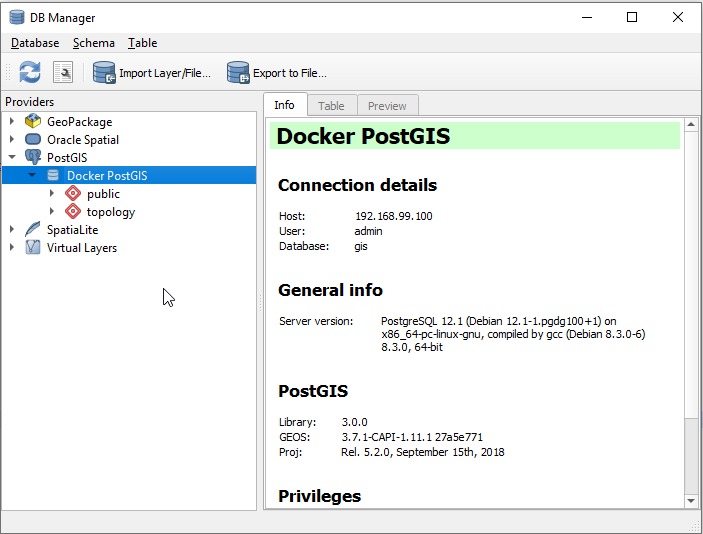 DB Manager
Database Schema Table
Import Layer/File... Export to File...
Providers
GeoPackage
Oracle Spatial
PostGIS
Docker PostGIS
public
topology
SpatiaLite
Virtual Layers
Info Table Preview
Docker PostGIS
Connection details
Host: 192.168.99.100
User: admin
Database: gis
General info
Server version: PostgreSQL 12.1 (Debian 12.1-1.pgdg100+1) on
x86_64-pc-linux-gnu, compiled by gcc (Debian 8.3.0-6)
8.3.0, 64-bit
PostGIS
Library: 3.0.0
GEOS: 3.7.1-CAPI-1.11.1 27a5e771
Proj: Rel. 5.2.0, September 15th, 2018
Privileges